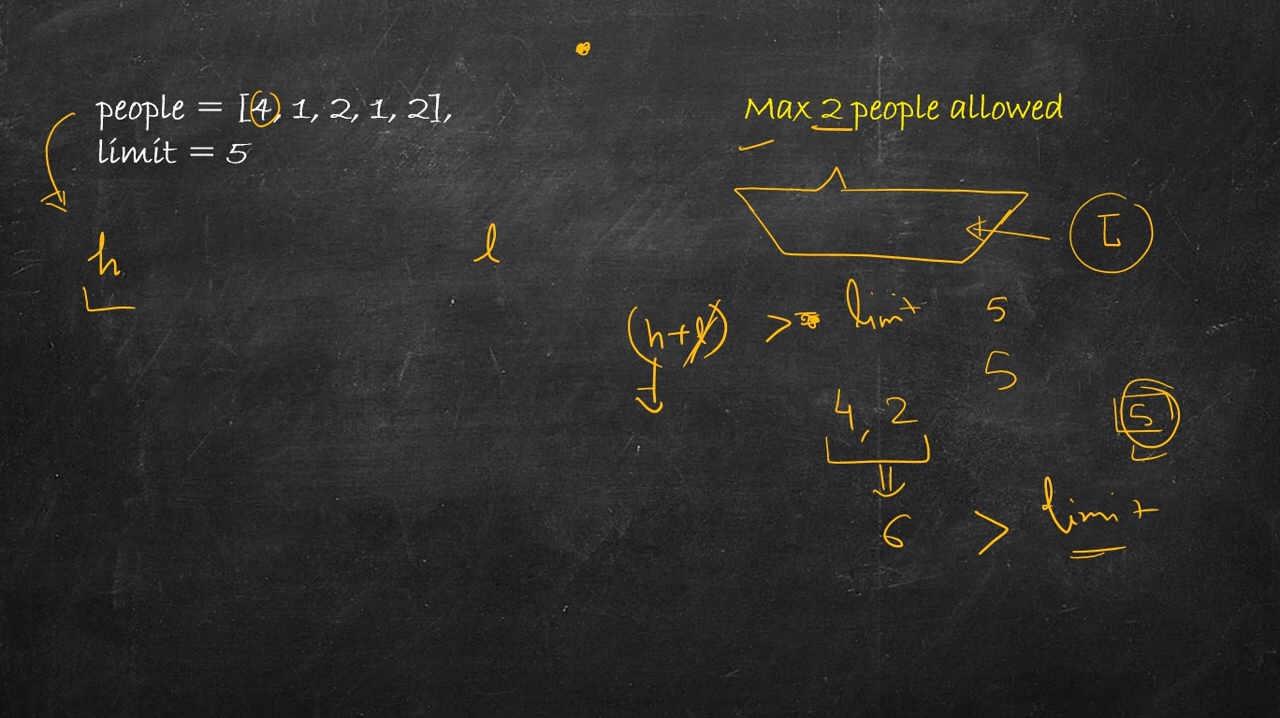 people = [4, 1, 2, 1, 2],
limit = 5
Max 2 people allowed
h
l
(h+l) > limit 5
5
4, 2
5
6 > limit